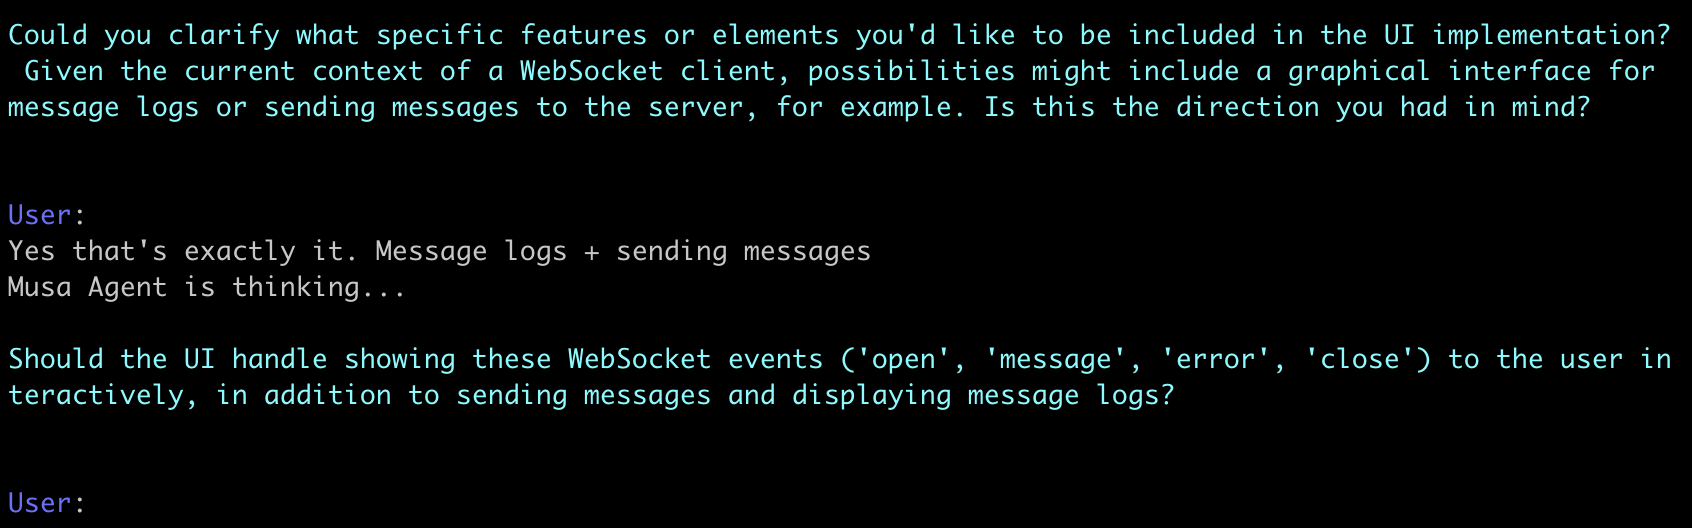 Could you clarify what specific features or elements you'd like to be included in the UI implementation?
Given the current context of a WebSocket client, possibilities might include a graphical interface for
message logs or sending messages to the server, for example. Is this the direction you had in mind?
User:
Yes that's exactly it. Message logs + sending messages
Musa Agent is thinking...
Should the UI handle showing these WebSocket events ('open', 'message', 'error', 'close') to the user in
teractively, in addition to sending messages and displaying message logs?
User: